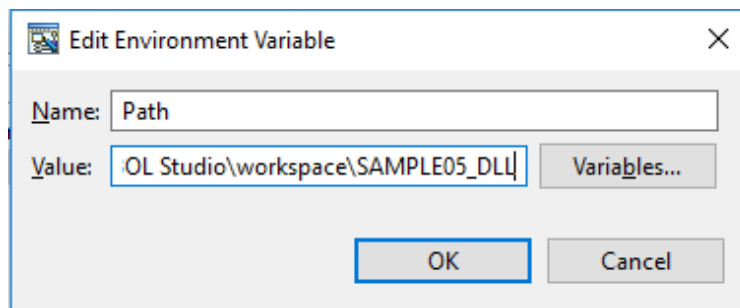 Edit Environment Variable
Name: Path
Value: OL Studio\workspace\SAMPLE05_DLL Variables...
OK Cancel